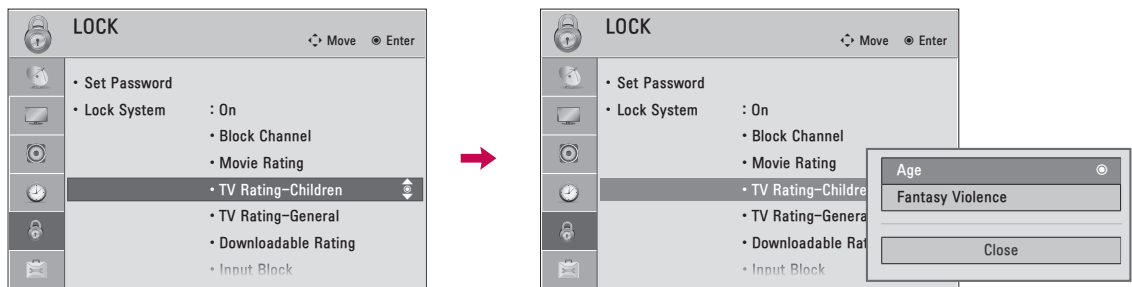 LOCK
Move Enter
• Set Password
• Lock System : On
• Block Channel
• Movie Rating
• TV Rating-Children
• TV Rating-General
• Downloadable Rating
• Input Block
LOCK
Move Enter
• Set Password
• Lock System : On
• Block Channel
• Movie Rating
• TV Rating-Childre
• TV Rating-Genera
• Downloadable Rat
• Input Block
Age
Fantasy Violence
Close